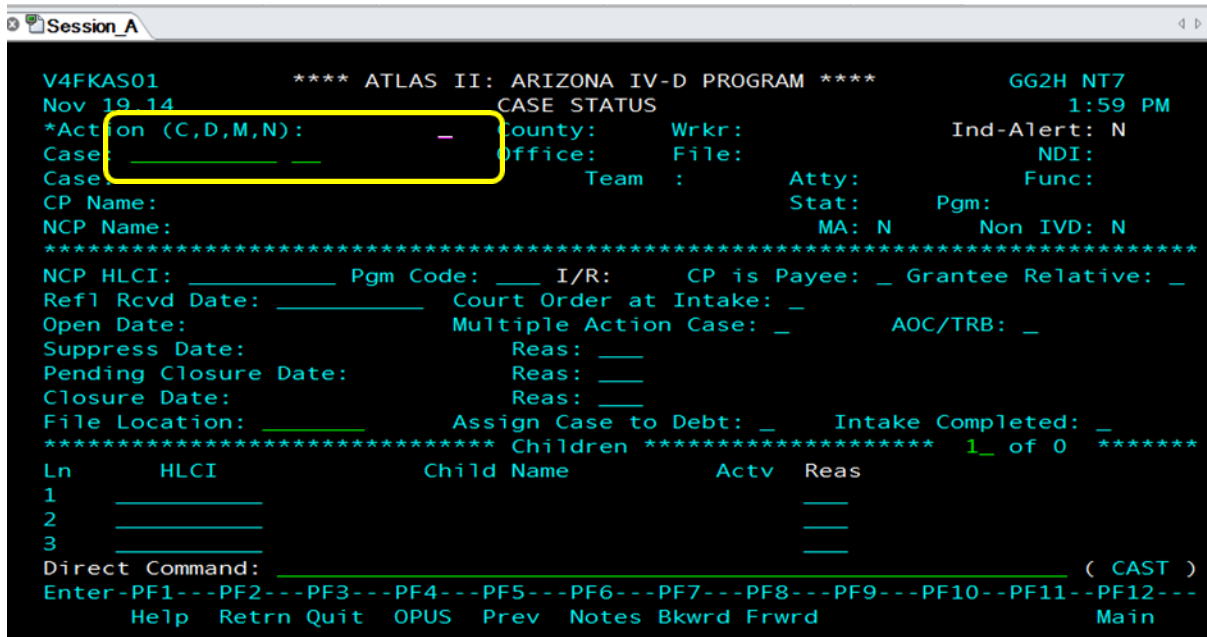 Session_A
V4FKAS01 **** ATLAS II: ARIZONA IV-D PROGRAM **** GG2H NT7
Nov 19,14 CASE STATUS 1:59 PM
*Action (C,D,M,N): _ County: Wrkr: Ind-Alert: N
Case: __________ __ Office: File: NDI:
Case: Team : Atty: Func:
CP Name: Stat: Pgm:
NCP Name: MA: N Non IVD: N
*******************************************************************************
NCP HLCI: __________ Pgm Code: ___ I/R: CP is Payee: _ Grantee Relative: _
Refl Rcvd Date: __________ Court Order at Intake: _
Open Date: Multiple Action Case: _ AOC/TRB: _
Suppress Date: Reas: ___
Pending Closure Date: Reas: ___
Closure Date: Reas: ___
File Location: _______ Assign Case to Debt: _ Intake Completed: _
******************************* Children ******************** 1_ of 0 *******
Ln HLCI Child Name Actv Reas
1 __________ ___
2 __________ ___
3 __________ ___
Direct Command: ______________________________________________________ ( CAST )
Enter-PF1---PF2---PF3---PF4---PF5---PF6---PF7---PF8---PF9---PF10--PF11--PF12---
Help Retrn Quit OPUS Prev Notes Bkwrd Frwrd Main